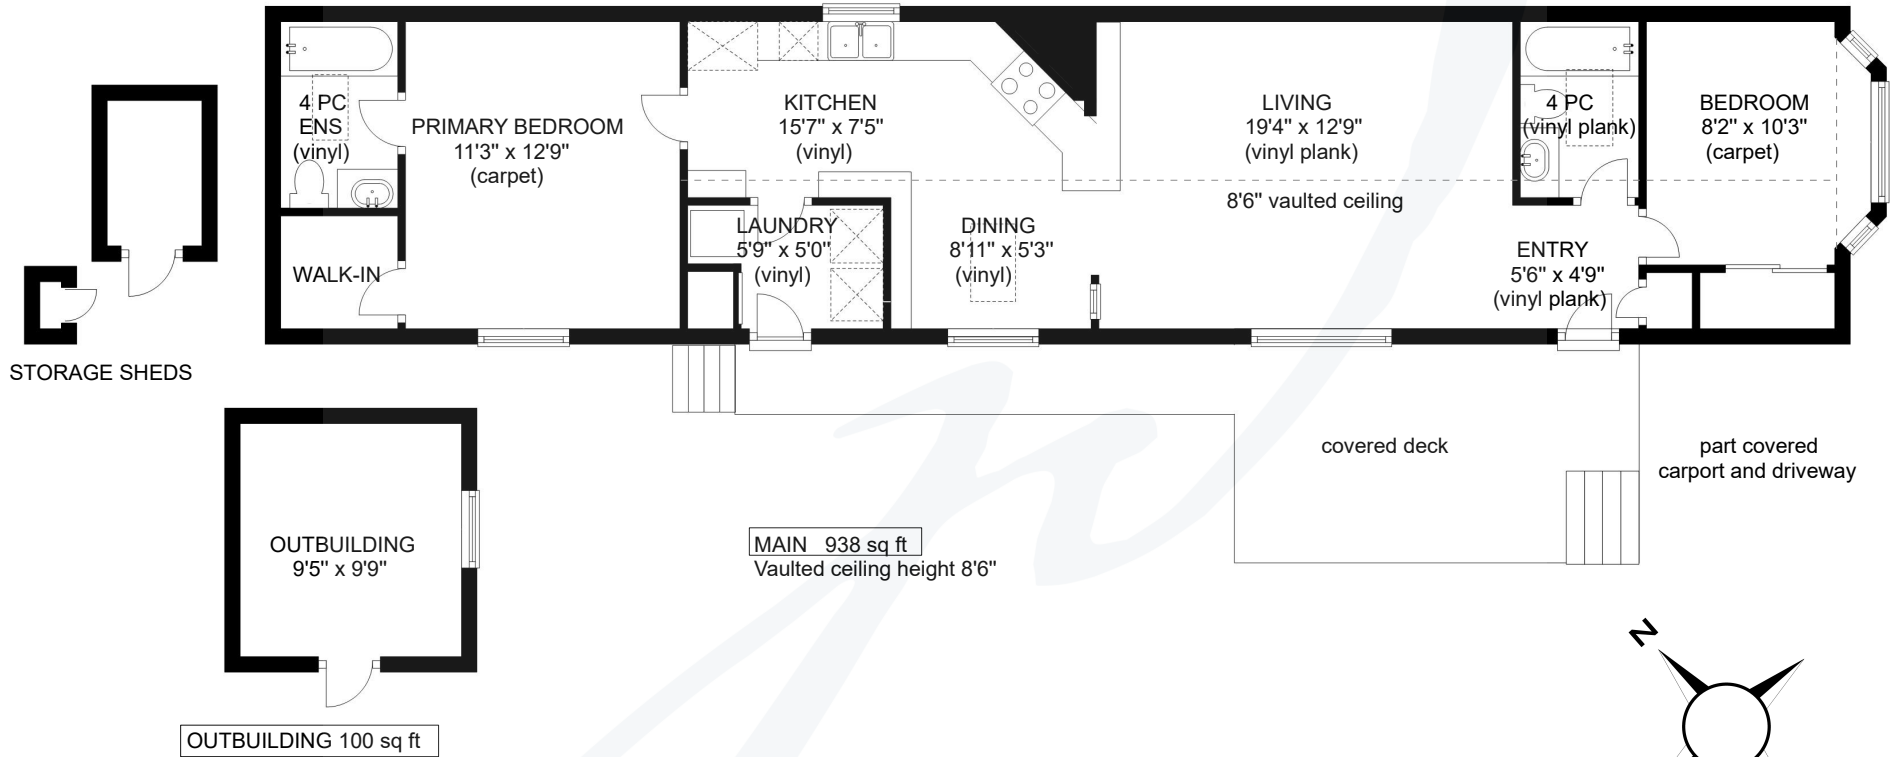 4 PC
ENS
(vinyl)
PRIMARY BEDROOM
11'3" x 12'9"
(carpet)
WALK-IN
KITCHEN
15'7" x 7'5"
(vinyl)
LAUNDRY
5'9" x 5'0"
(vinyl)
DINING
8'11" x 5'3"
(vinyl)
LIVING
19'4" x 12'9"
(vinyl plank)
8'6" vaulted ceiling
4 PC
(vinyl plank)
BEDROOM
8'2" x 10'3"
(carpet)
ENTRY
5'6" x 4'9"
(vinyl plank)
STORAGE SHEDS
covered deck
part covered
carport and driveway
OUTBUILDING
9'5" x 9'9"
MAIN 938 sq ft
Vaulted ceiling height 8'6"
OUTBUILDING 100 sq ft
N